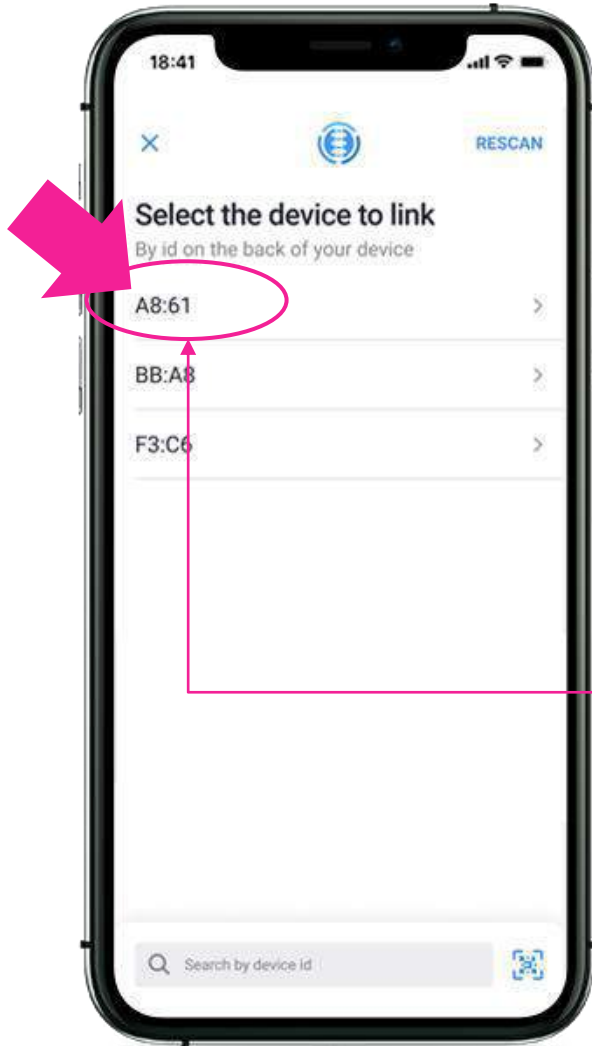 18:41
RESCAN
Select the device to link
By id on the back of your device
A8:61
BB:A8
F3:C6
Search by device id